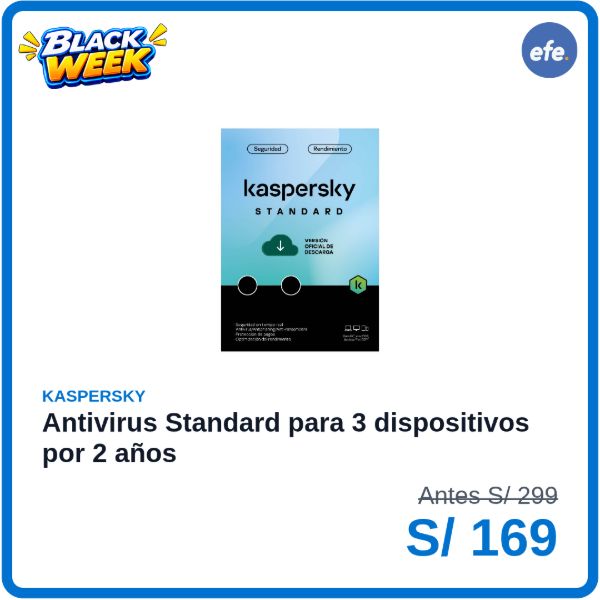 BLACK
WEEK
efe.
Seguridad
Rendimiento
kaspersky
STANDARD
VERSIÓN
OFICIAL DE
DESCARGA
KASPERSKY
Antivirus Standard para 3 dispositivos
por 2 años
Antes S/ 299
S/ 169